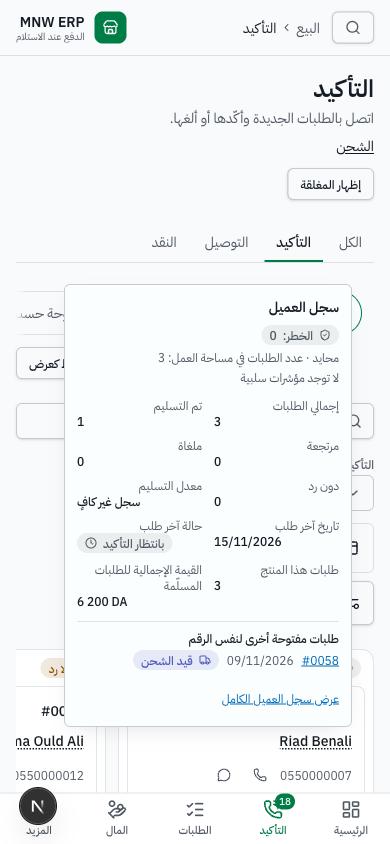 MNW ERP
الدفع عند الاستلام
البيع
التأكيد
التأكيد
اتصل بالطلبات الجديدة وأكّدها أو ألغها.
الشحن
إظهار المغلقة
الكل
التأكيد
التوصيل
النقد
سجل العميل
الخطر: 0
محايد · عدد الطلبات في مساحة العمل: 3
لا توجد مؤشرات سلبية
إجمالي الطلبات
3
تم التسليم
1
مرتجعة
0
ملغاة
0
دون رد
0
معدل التسليم
سجل غير كافٍ
تاريخ آخر طلب
15/11/2026
حالة آخر طلب
بانتظار التأكيد
طلبات هذا المنتج
3
القيمة الإجمالية للطلبات
المسلّمة
6 200 DA
طلبات مفتوحة أخرى لنفس الرقم
#0058
09/11/2026
قيد الشحن
عرض سجل العميل الكامل
Riad Benali
0550000007
#00
ma Ould Ali
0550000012
الرئيسية
18
التأكيد
الطلبات
المال
N
المزيد